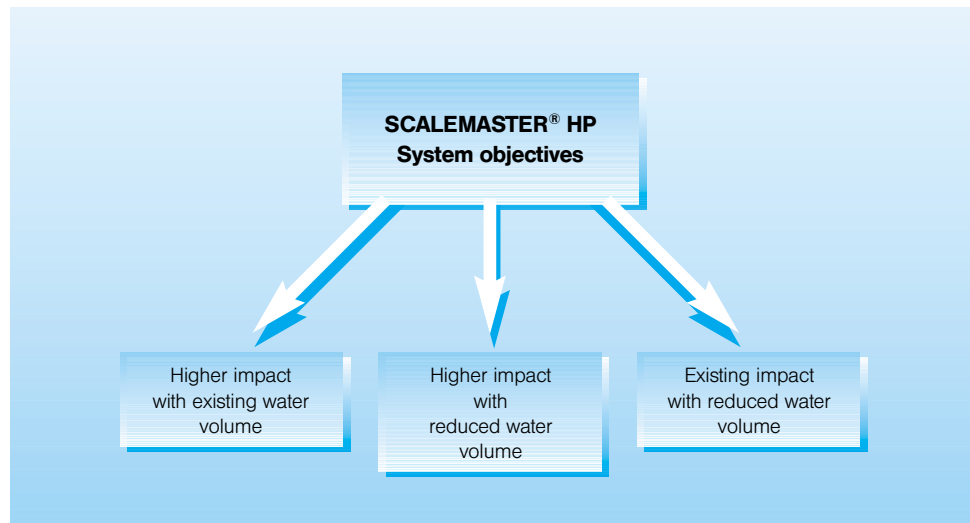 SCALEMASTER® HP
System objectives
Higher impact
with existing water
volume
Higher impact
with
reduced water
volume
Existing impact
with reduced water
volume